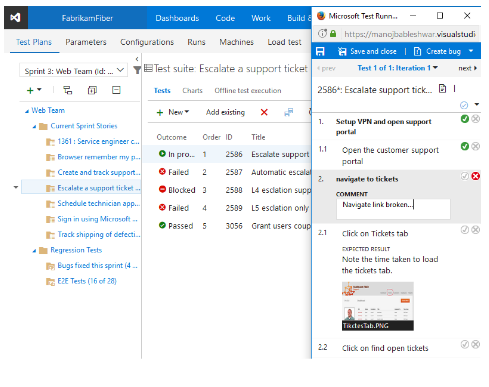 FabrikamFiber
Dashboards Code Work Build &
Test Plans Parameters Configurations Runs Machines Load test
Sprint 3: Web Team (Id:
Web Team
Current Sprint Stories
1361 : Service engineer c...
Browser remember my p...
Create and track support...
Escalate a support ticket ...
Schedule technician app...
Sign in using Microsoft ...
Track shipping of defecti...
Regression Tests
Bugs fixed this sprint (4 ...
E2E Tests (16 of 28)
Test suite: Escalate a support ticket
Tests Charts Offline test execution
New Add existing
Outcome Order ID Title
In pro... 1 2586 Escalate support
Failed 2 2587 Automatic escala
Blocked 3 2588 L4 escalation supp
Failed 4 2589 L5 esclation only
Passed 5 3056 Grant users coup
Microsoft Test Runn...
https://manojbableshwar.visualstudi
Save and close Create bug
prev Test 1 of 1: Iteration 1 next
2586*: Escalate support tick...
1. Setup VPN and open support
portal
1.1 Open the customer support
portal
2. navigate to tickets
COMMENT
Navigate link broken...
2.1 Click on Tickets tab
EXPECTED RESULT
Note the time taken to load
the tickets tab.
TikctesTab.PNG
2.2 Click on find open tickets